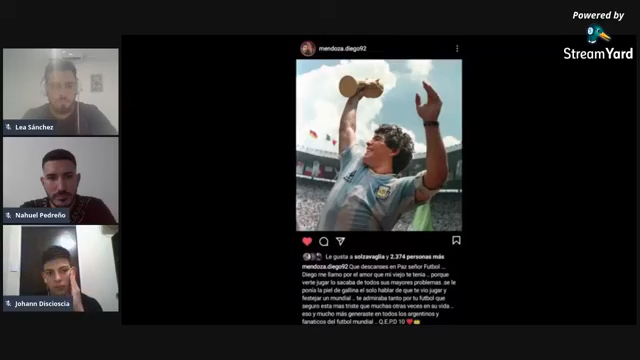 Powered by
StreamYard
mendoza.diego92
Lea Sánchez
Nahuel Pedreño
Johann Discioscia
Le gusta a solzavaglia y 2.374 personas más
mendoza.diego92 Que descanses en Paz señor Futbol ...
Diego me llamo por el amor que mi viejo te tenia .. porque
verte jugar lo sacaba de todos sus mayores problemas .se le
ponía la piel de gallina el solo hablar de que te vio jugar y
festejar un mundial .. te admiraba tanto por tu futbol que
seguro esta mas triste que muchas otras veces en su vida ..
eso y mucho más generaste en todos los argentinos y
fanaticos del futbol mundial .. Q.E.P.D 10